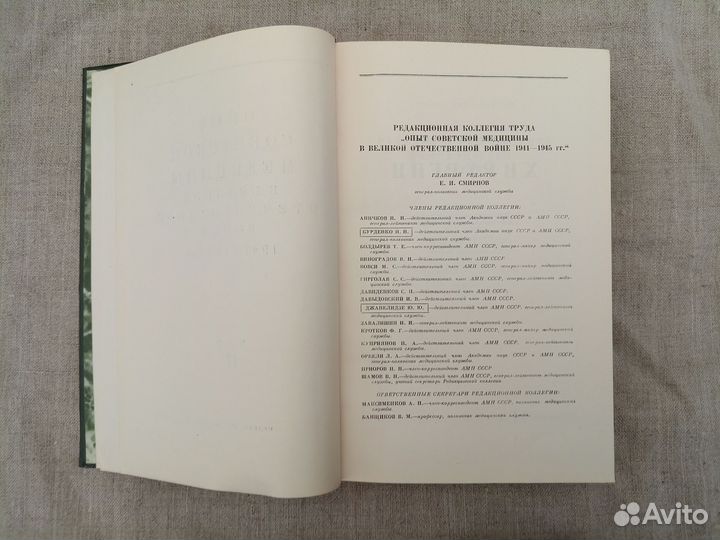 РЕДАКЦИОННАЯ КОЛЛЕГИЯ ТРУДА
„ОПЫТ СОВЕТСКОЙ МЕДИЦИНЫ
В ВЕЛИКОЙ ОТЕЧЕСТВЕННОЙ ВОЙНЕ 1941—1945 гг.“
ГЛАВНЫЙ РЕДАКТОР
Е. И. СМИРНОВ
генерал-полковник медицинской службы
ЧЛЕНЫ РЕДАКЦИОННОЙ КОЛЛЕГИИ:
АНИЧКОВ Н. Н.—действительный член Академии наук СССР и АМН СССР,
генерал-лейтенант медицинской службы.
БУРДЕНКО Н. Н.—действительный член Академии наук СССР и АМН СССР,
генерал-полковник медицинской службы.
БОЛДЫРЕВ Т. Е.—член-корреспондент АМН СССР, генерал-майор медицинской
службы.
ВИНОГРАДОВ В. Н.—действительный член АМН СССР
ВОВСИ М. С.—действительный член АМН СССР, генерал-майор медицинской
службы.
ГИРГОЛАВ С. С.—действительный член АМН СССР, генерал-лейтенант
медицинской службы.
ДАВИДЕНКОВ С. Н.—действительный член АМН СССР.
ДАВЫДОВСКИЙ И. В.—действительный член АМН СССР.
ДЖАНЕЛИДЗЕ Ю. Ю.—действительный член АМН СССР, генерал-лейтенант
медицинской службы.
ЗАВАЛИШИН Н. И.—генерал-лейтенант медицинской службы.
КРОТКОВ Ф. Г.—действительный член АМН СССР, генерал-майор медицинской
службы.
КУПРИЯНОВ П. А.—действительный член АМН СССР, генерал-лейтенант
медицинской службы.
ОРБЕЛИ Л. А.—действительный член Академии наук СССР и АМН СССР,
генерал-полковник медицинской службы.
ПРИОРОВ Н. Н.—член-корреспондент АМН СССР
ШАМОВ В. Н.—действительный член АМН СССР, генерал-лейтенант медицинской
службы, ученый секретарь Редакционной коллегии
ОТВЕТСТВЕННЫЕ СЕКРЕТАРИ РЕДАКЦИОННОЙ КОЛЛЕГИИ:
МАКСИМЕНКОВ А. Н.—член-корреспондент АМН СССР, полковник медицинской
службы
БАНЩИКОВ В. М.—профессор, полковник медицинской службы.
Avito